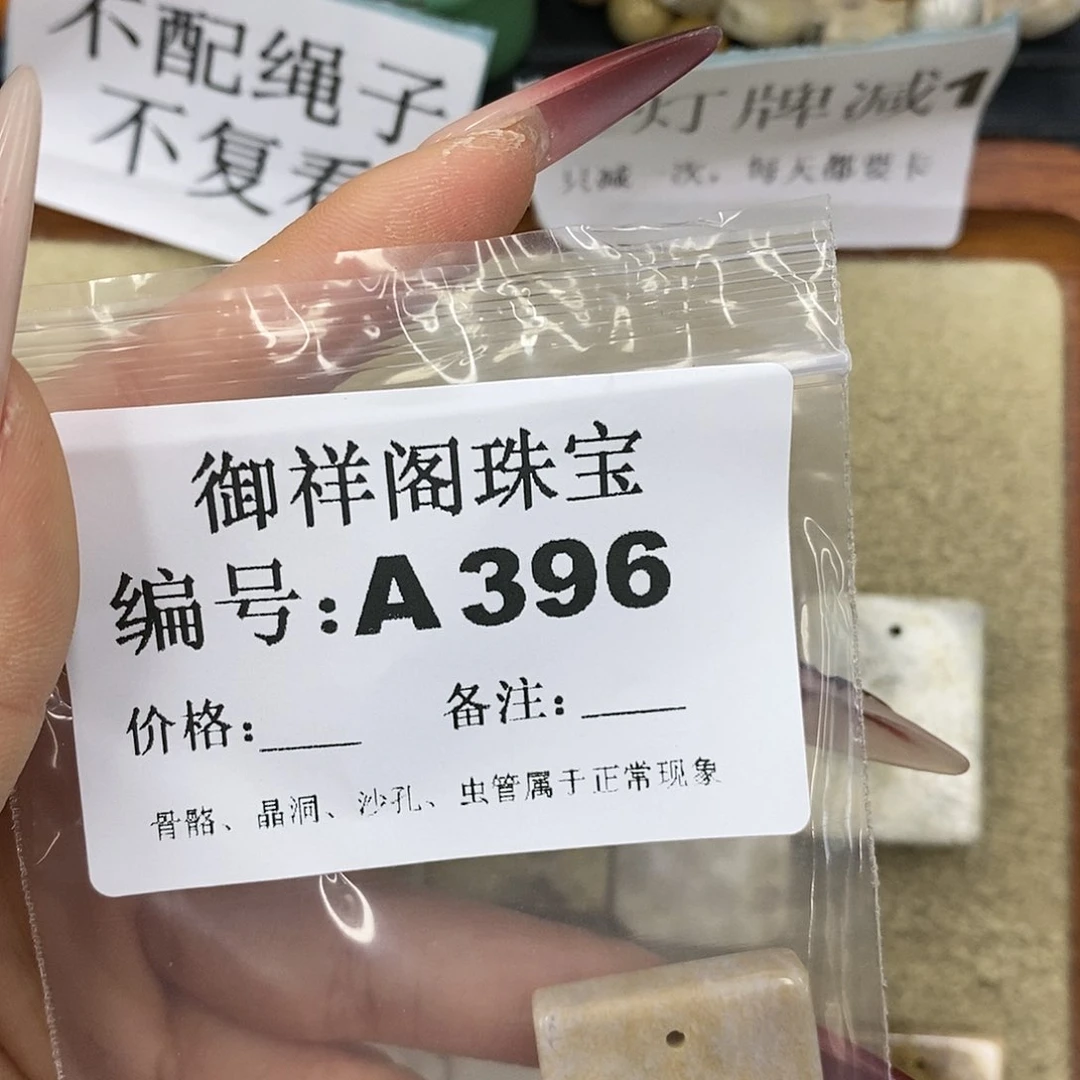 不配绳子
不复看
灯牌减1
只减一次，每天都要卡
御祥阁珠宝
编号:A396
价格:____ 备注:____
骨骼、晶洞、沙孔、虫管属于正常现象